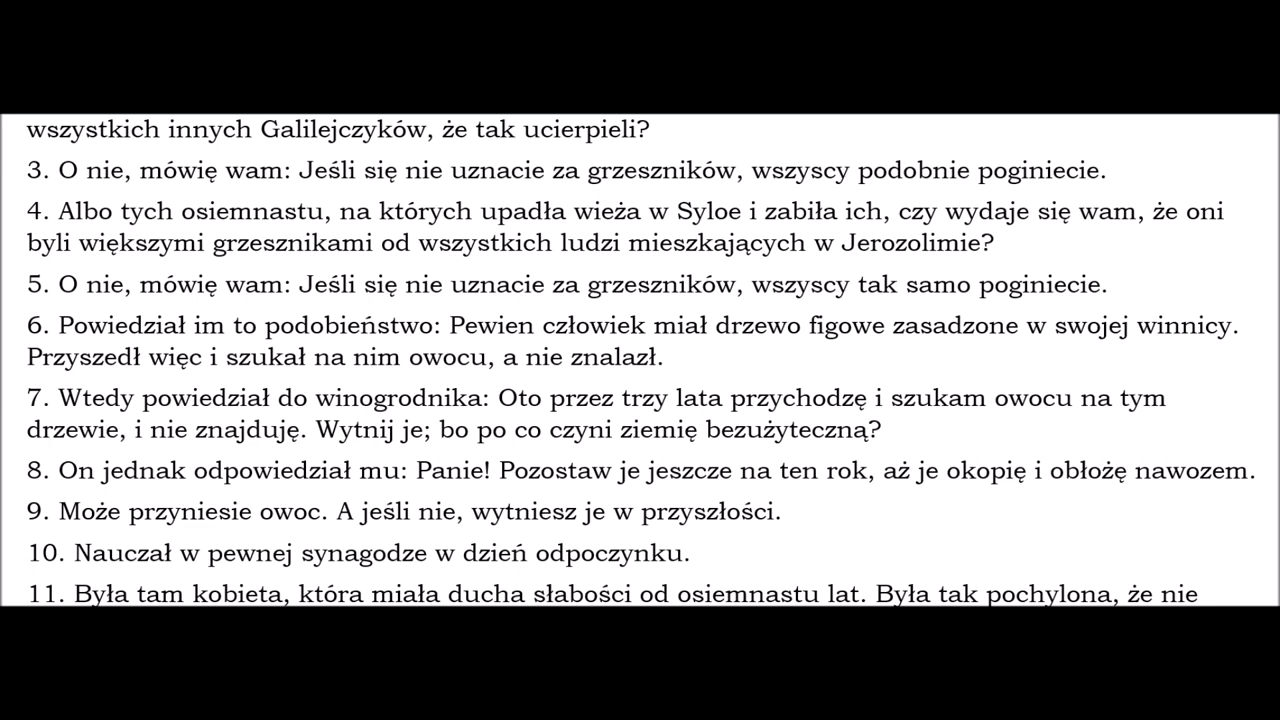 wszystkich innych Galilejczyków, że tak ucierpieli?
3. O nie, mówię wam: Jeśli się nie uznacie za grzeszników, wszyscy podobnie poginiecie.
4. Albo tych osiemnastu, na których upadła wieża w Syloe i zabiła ich, czy wydaje się wam, że oni
byli większymi grzesznikami od wszystkich ludzi mieszkających w Jerozolimie?
5. O nie, mówię wam: Jeśli się nie uznacie za grzeszników, wszyscy tak samo poginiecie.
6. Powiedział im to podobieństwo: Pewien człowiek miał drzewo figowe zasadzone w swojej winnicy.
Przyszedł więc i szukał na nim owocu, a nie znalazł.
7. Wtedy powiedział do winogrodnika: Oto przez trzy lata przychodzę i szukam owocu na tym
drzewie, i nie znajduję. Wytnij je; bo po co czyni ziemię bezużyteczną?
8. On jednak odpowiedział mu: Panie! Pozostaw je jeszcze na ten rok, aż je okopię i obłożę nawozem.
9. Może przyniesie owoc. A jeśli nie, wytniesz je w przyszłości.
10. Nauczał w pewnej synagodze w dzień odpoczynku.
11. Była tam kobieta, która miała ducha słabości od osiemnastu lat. Była tak pochylona, że nie